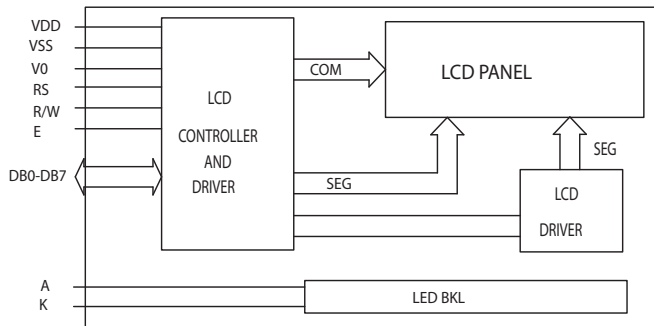 VDD
VSS
V0
RS
R/W
E
DB0-DB7
LCD
CONTROLLER
AND
DRIVER
COM
LCD PANEL
SEG
SEG
LCD
DRIVER
A
K
LED BKL